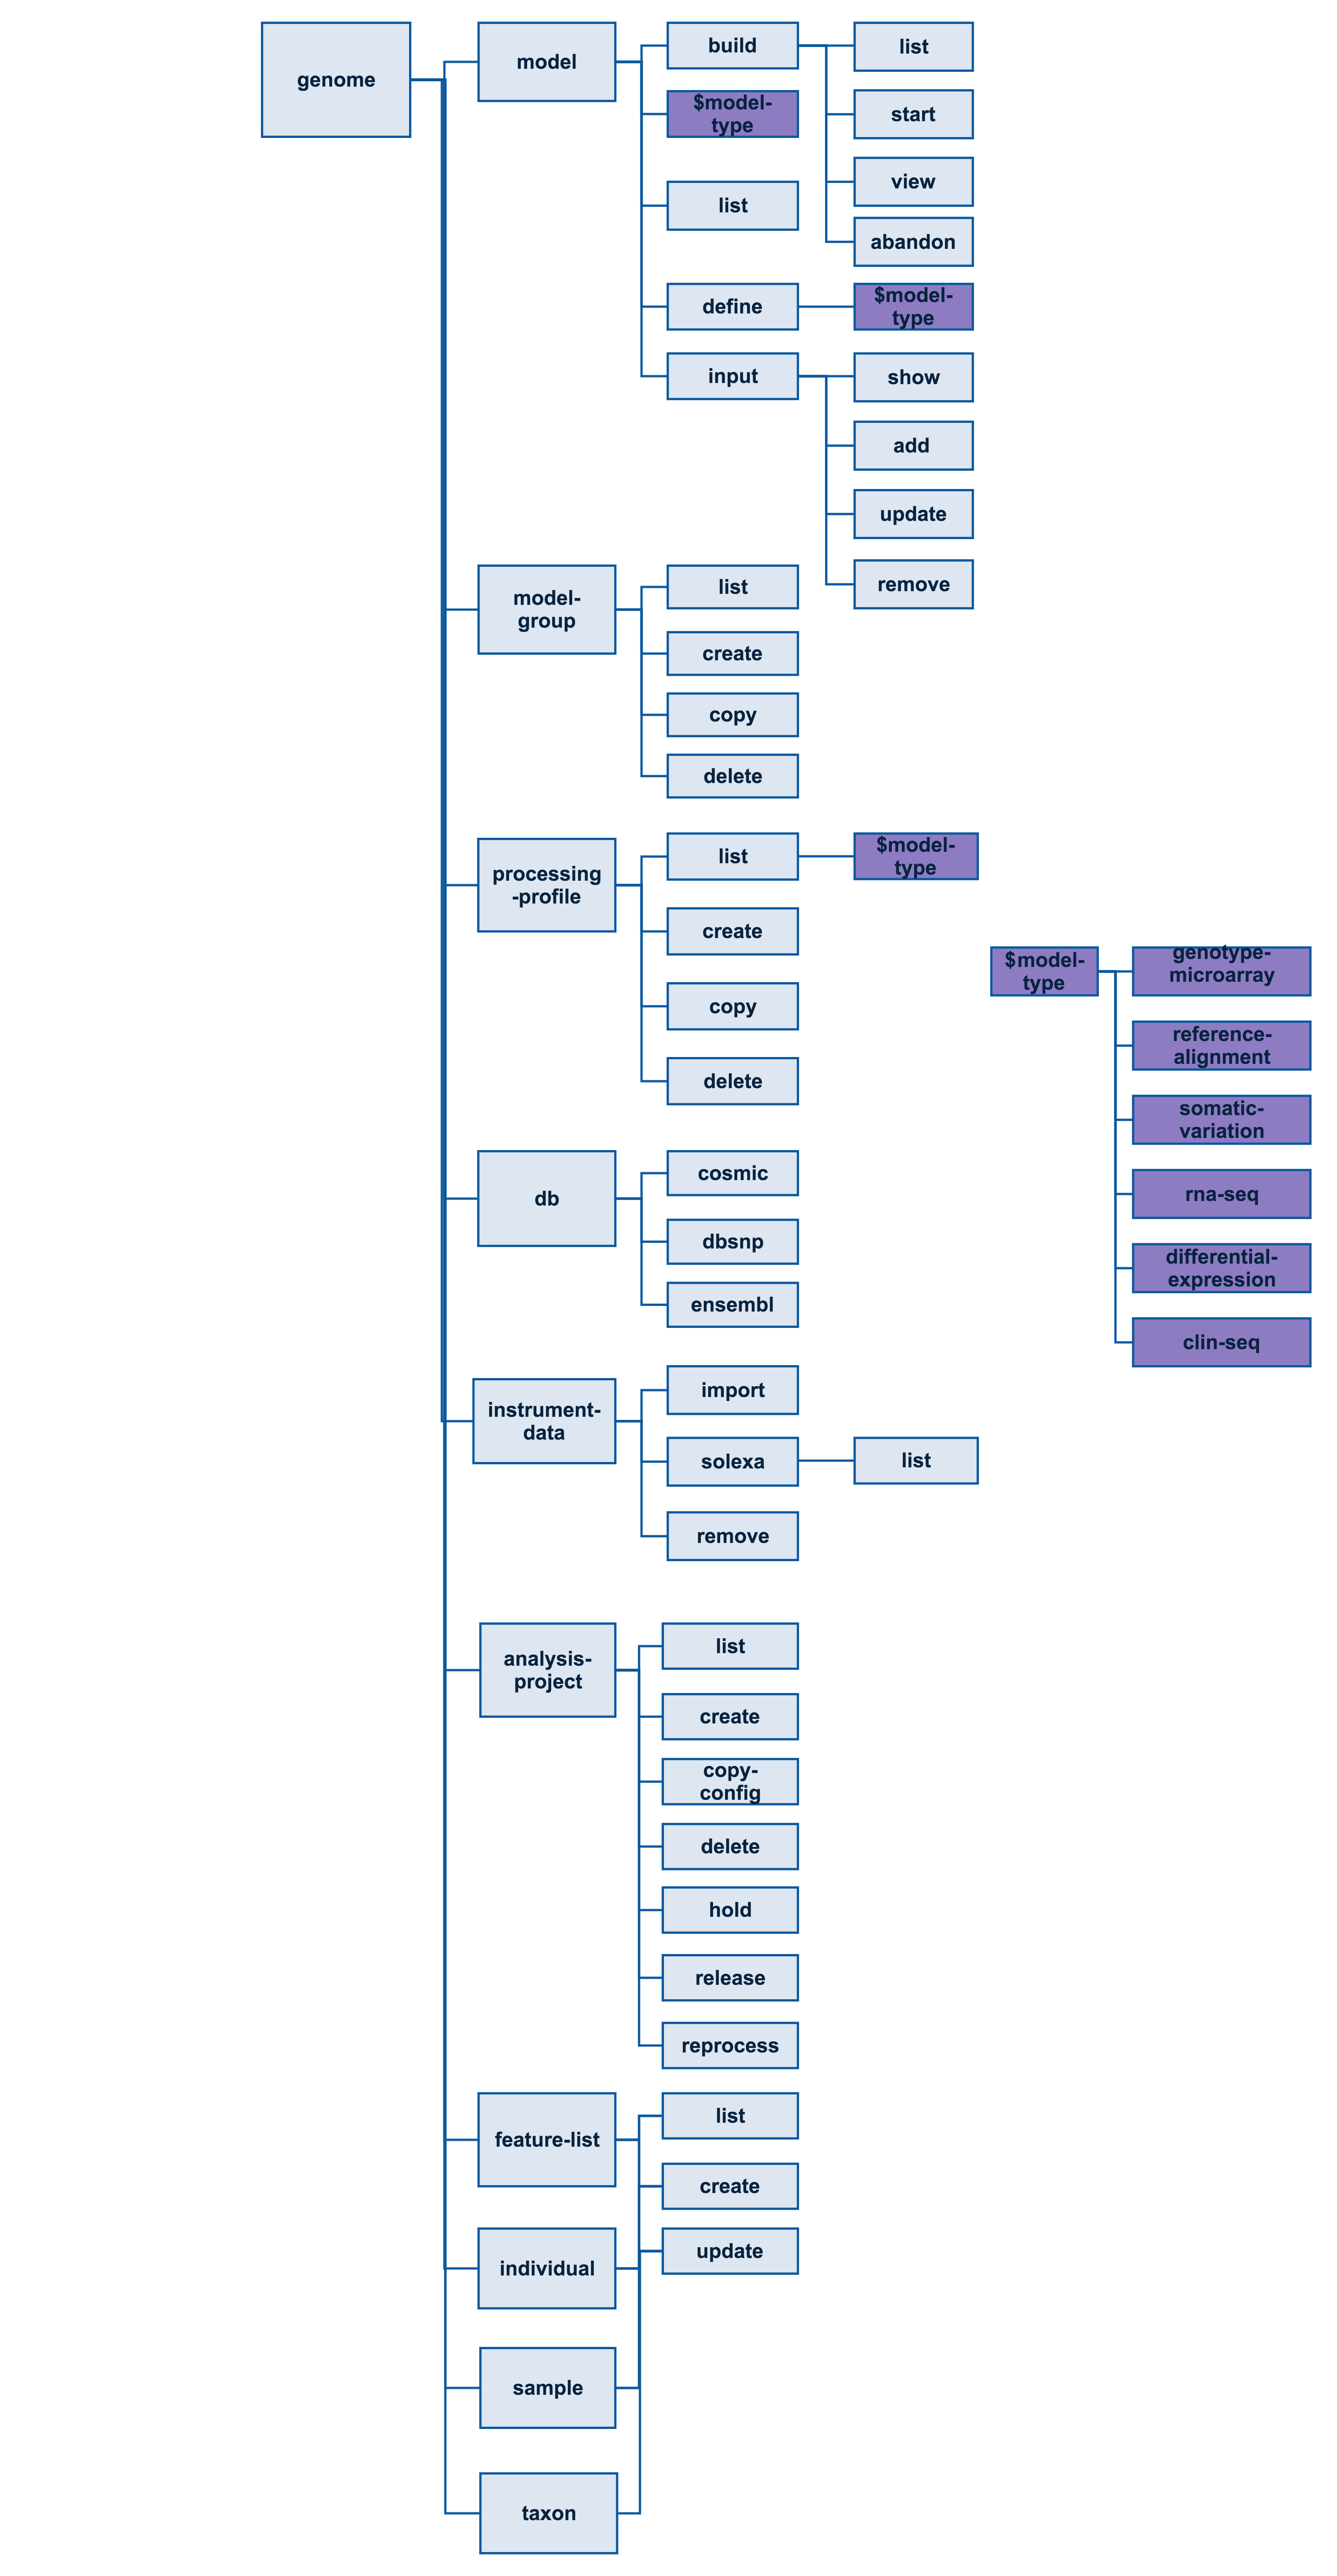 genome
model
build
list
start
view
abandon
$model-
type
list
define
$model-
type
input
show
add
update
remove
model-
group
list
create
copy
delete
processing
-profile
list
$model-
type
create
copy
delete
$model-
type
genotype-
microarray
reference-
alignment
somatic-
variation
rna-seq
differential-
expression
clin-seq
db
cosmic
dbsnp
ensembl
instrument-
data
import
solexa
list
remove
analysis-
project
list
create
copy-
config
delete
hold
release
reprocess
feature-list
list
create
update
individual
sample
taxon